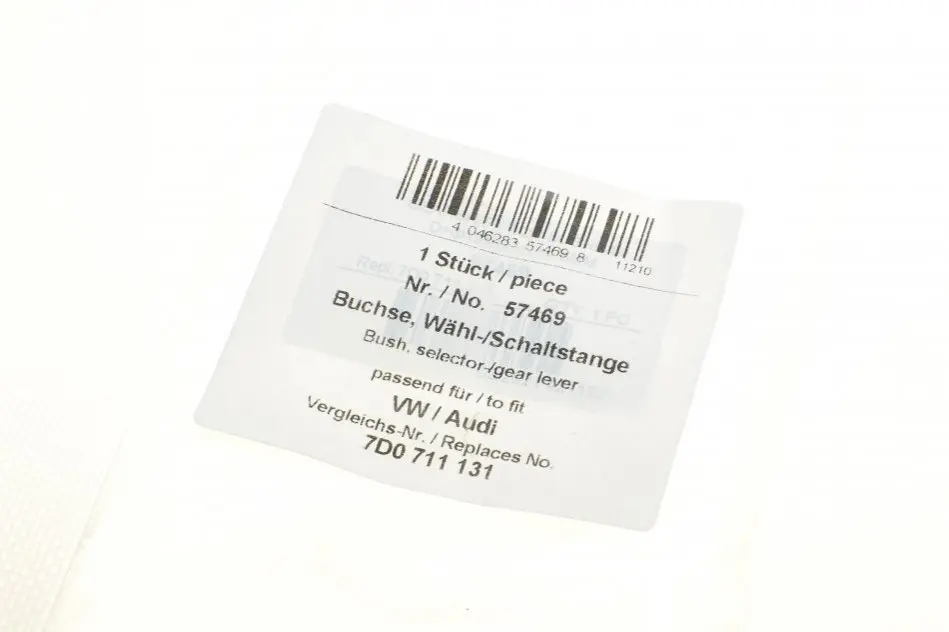 4 046283 57469 8
11210
1 Stück / piece
Nr. / No. 57469
Buchse, Wähl-/Schaltstange
Bush, selector-/gear lever
passend für / to fit
VW / Audi
Vergleichs-Nr. / Replaces No.
7D0 711 131